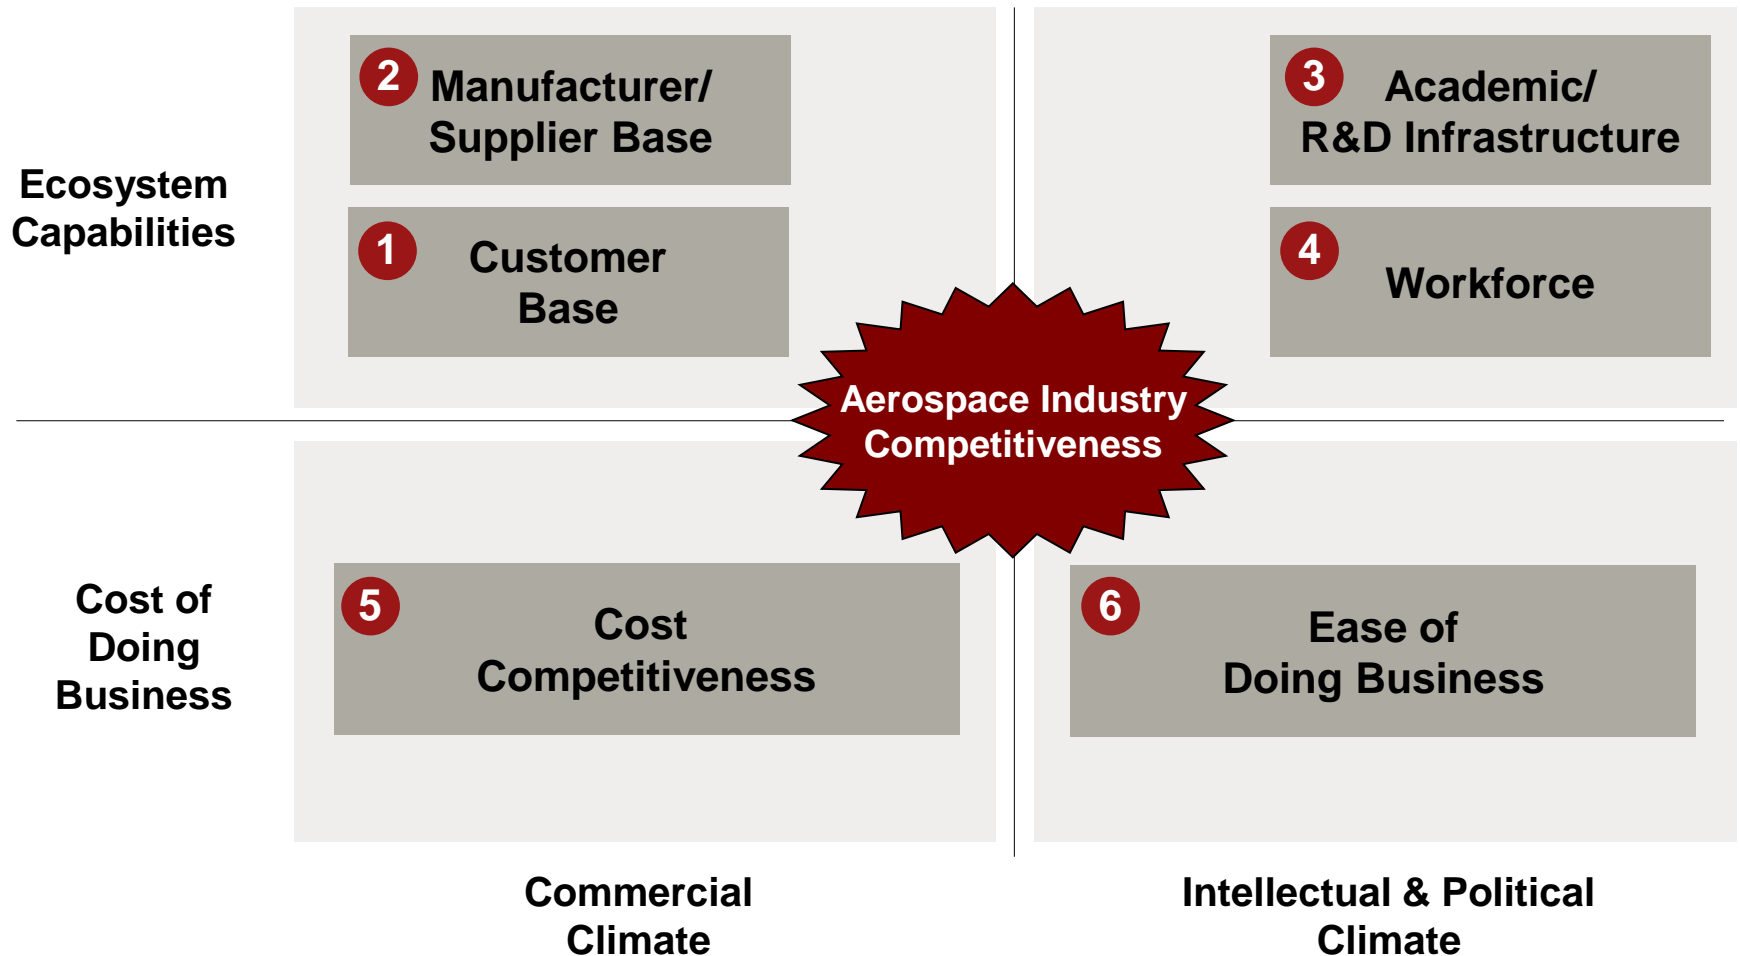 2
Manufacturer/
Supplier Base
3
Academic/
R&D Infrastructure
Ecosystem
Capabilities
1
Customer
Base
4
Workforce
Aerospace Industry
Competitiveness
Cost of
Doing
Business
5
Cost
Competitiveness
6
Ease of
Doing Business
Commercial
Climate
Intellectual & Political
Climate